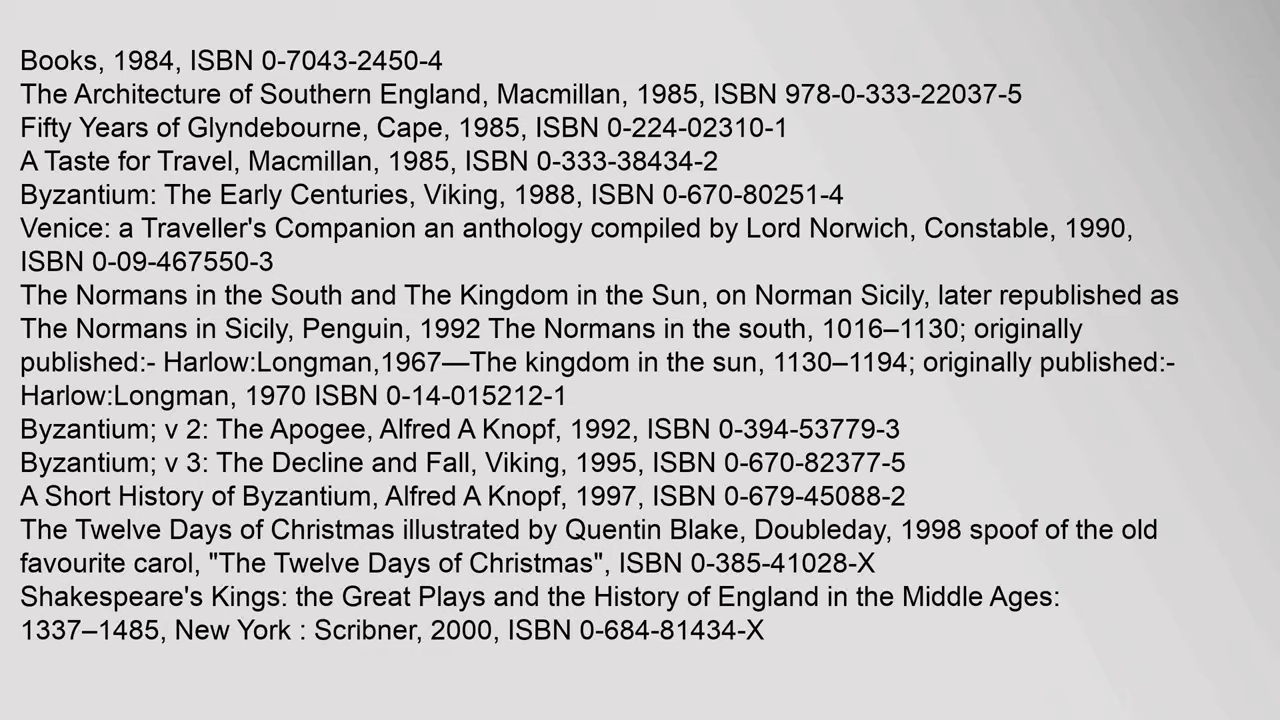 Books, 1984, ISBN 0-7043-2450-4
The Architecture of Southern England, Macmillan, 1985, ISBN 978-0-333-22037-5
Fifty Years of Glyndebourne, Cape, 1985, ISBN 0-224-02310-1
A Taste for Travel, Macmillan, 1985, ISBN 0-333-38434-2
Byzantium: The Early Centuries, Viking, 1988, ISBN 0-670-80251-4
Venice: a Traveller's Companion an anthology compiled by Lord Norwich, Constable, 1990,
ISBN 0-09-467550-3
The Normans in the South and The Kingdom in the Sun, on Norman Sicily, later republished as
The Normans in Sicily, Penguin, 1992 The Normans in the south, 1016–1130; originally
published:- Harlow:Longman,1967—The kingdom in the sun, 1130–1194; originally published:-
Harlow:Longman, 1970 ISBN 0-14-015212-1
Byzantium; v 2: The Apogee, Alfred A Knopf, 1992, ISBN 0-394-53779-3
Byzantium; v 3: The Decline and Fall, Viking, 1995, ISBN 0-670-82377-5
A Short History of Byzantium, Alfred A Knopf, 1997, ISBN 0-679-45088-2
The Twelve Days of Christmas illustrated by Quentin Blake, Doubleday, 1998 spoof of the old
favourite carol, "The Twelve Days of Christmas", ISBN 0-385-41028-X
Shakespeare's Kings: the Great Plays and the History of England in the Middle Ages:
1337–1485, New York : Scribner, 2000, ISBN 0-684-81434-X